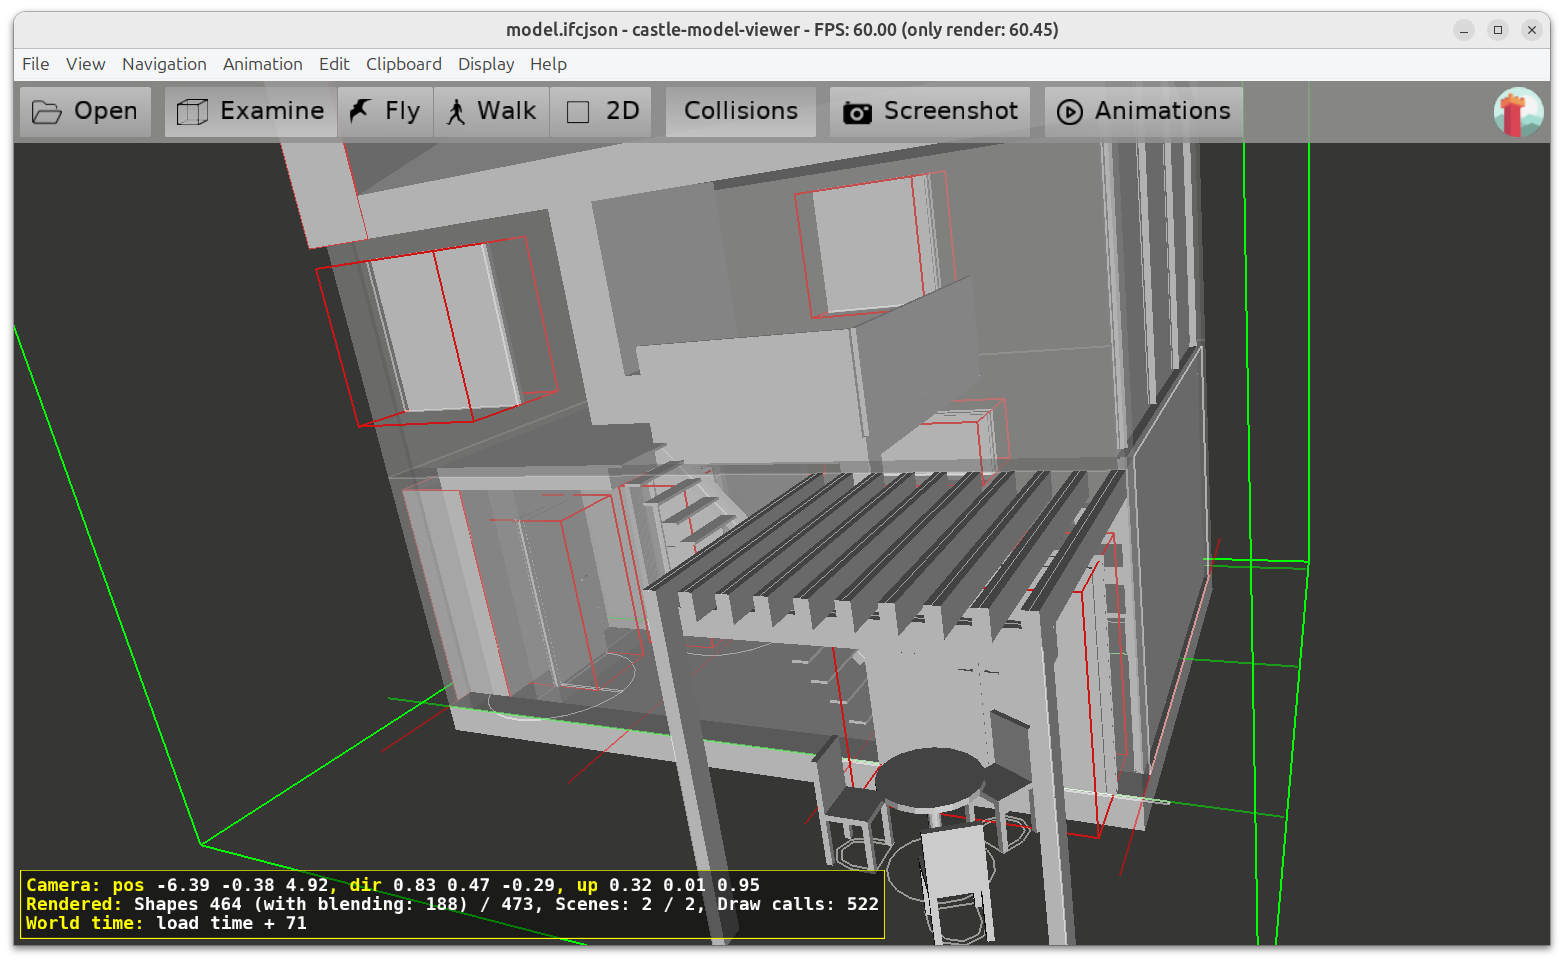 model.ifcjson - castle-model-viewer - FPS: 60.00 (only render: 60.45)
File View Navigation Animation Edit Clipboard Display Help
Open Examine Fly Walk 2D Collisions Screenshot Animations
Camera: pos -6.39 -0.38 4.92, dir 0.83 0.47 -0.29, up 0.32 0.01 0.95
Rendered: Shapes 464 (with blending: 188) / 473, Scenes: 2 / 2, Draw calls: 522
World time: load time + 71